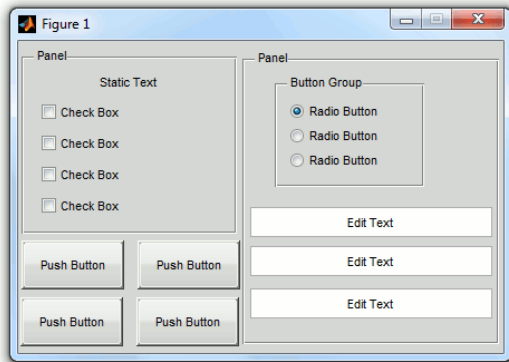 Figure 1
Panel
Static Text
Check Box
Check Box
Check Box
Check Box
Push Button
Push Button
Push Button
Push Button
Panel
Button Group
Radio Button
Radio Button
Radio Button
Edit Text
Edit Text
Edit Text